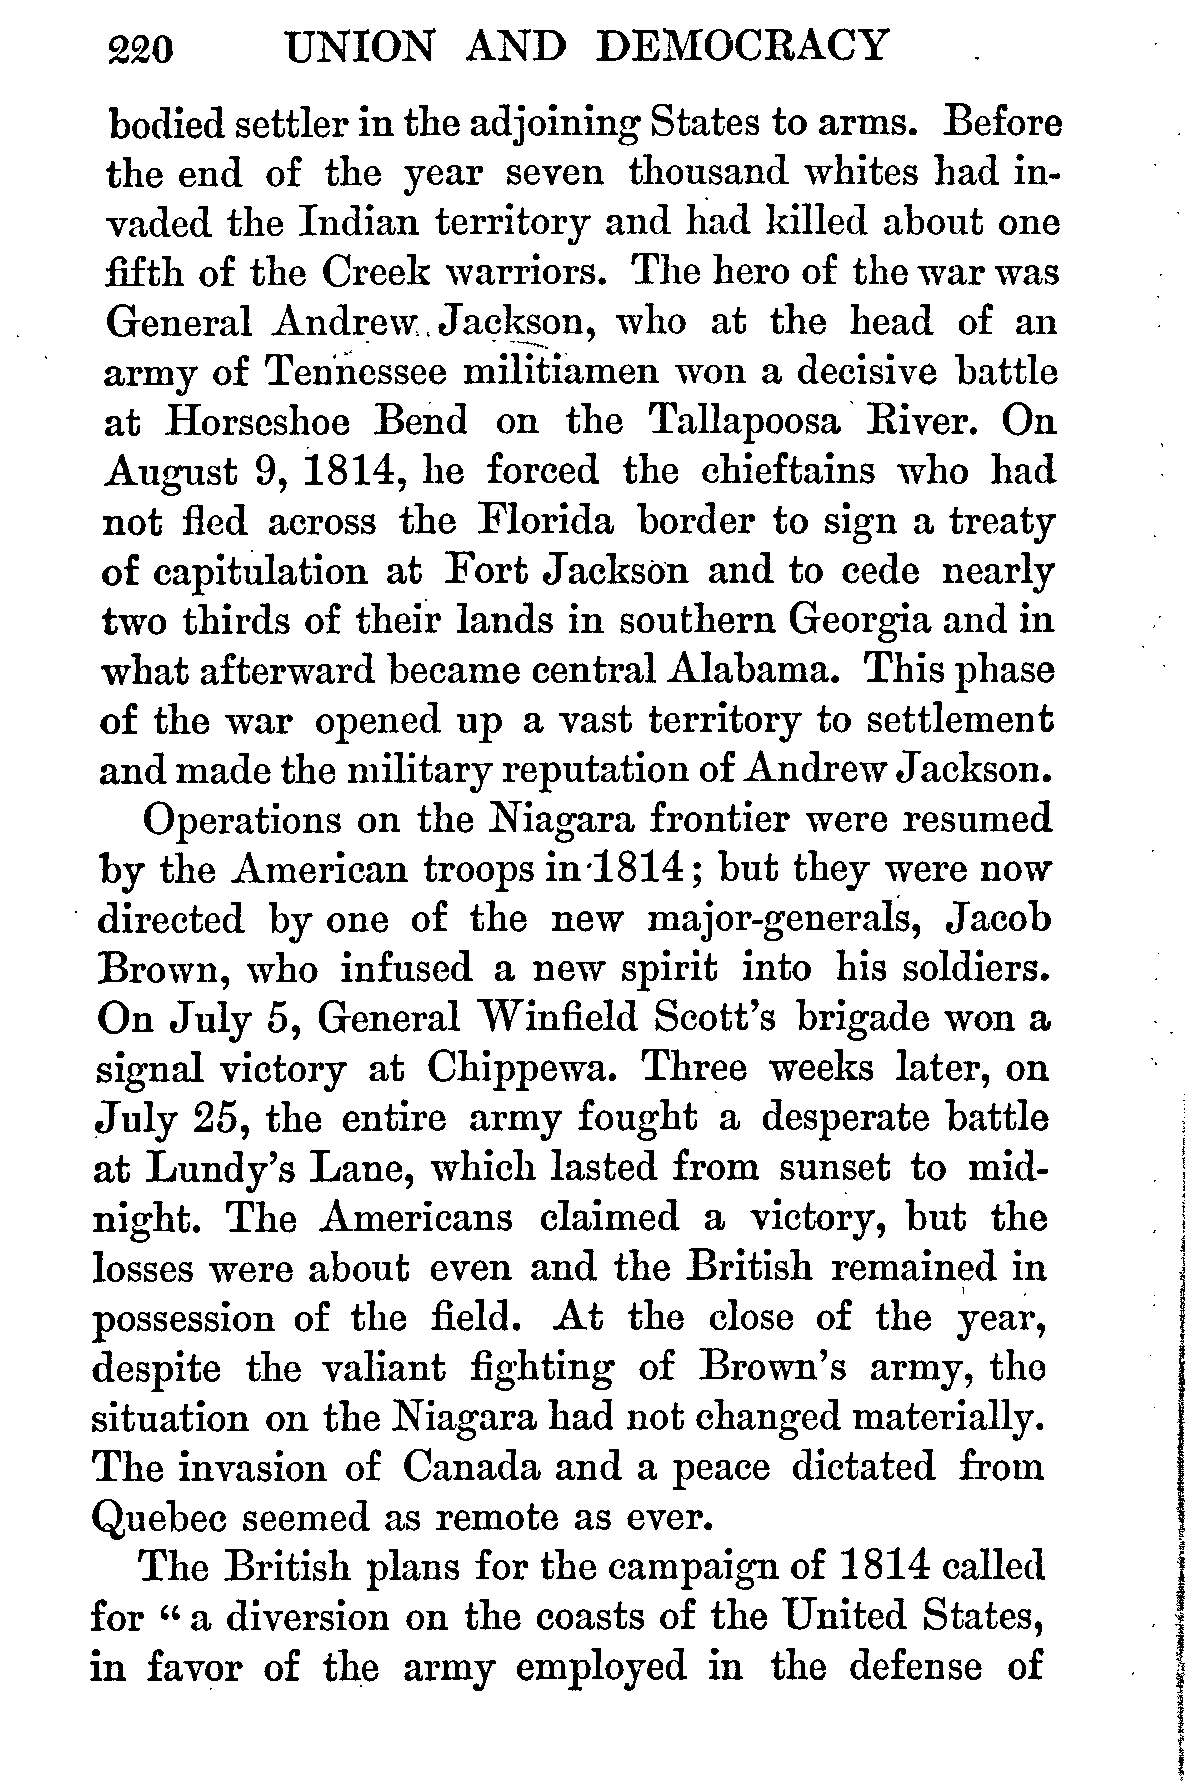 220 UNION AND DEMOCRACY
bodied settler in the adjoining States to arms. Before
the end of the year seven thousand whites had in-
vaded the Indian territory and had killed about one
fifth of the Creek warriors. The hero of the war was
General Andrew Jackson, who at the head of an
army of Tennessee militiamen won a decisive battle
at Horseshoe Bend on the Tallapoosa River. On
August 9, 1814, he forced the chieftains who had
not fled across the Florida border to sign a treaty
of capitulation at Fort Jackson and to cede nearly
two thirds of their lands in southern Georgia and in
what afterward became central Alabama. This phase
of the war opened up a vast territory to settlement
and made the military reputation of Andrew Jackson.
Operations on the Niagara frontier were resumed
by the American troops in 1814; but they were now
directed by one of the new major-generals, Jacob
Brown, who infused a new spirit into his soldiers.
On July 5, General Winfield Scott's brigade won a
signal victory at Chippewa. Three weeks later, on
July 25, the entire army fought a desperate battle
at Lundy's Lane, which lasted from sunset to mid-
night. The Americans claimed a victory, but the
losses were about even and the British remained in
possession of the field. At the close of the year,
despite the valiant fighting of Brown's army, the
situation on the Niagara had not changed materially.
The invasion of Canada and a peace dictated from
Quebec seemed as remote as ever.
The British plans for the campaign of 1814 called
for "a diversion on the coasts of the United States,
in favor of the army employed in the defense of